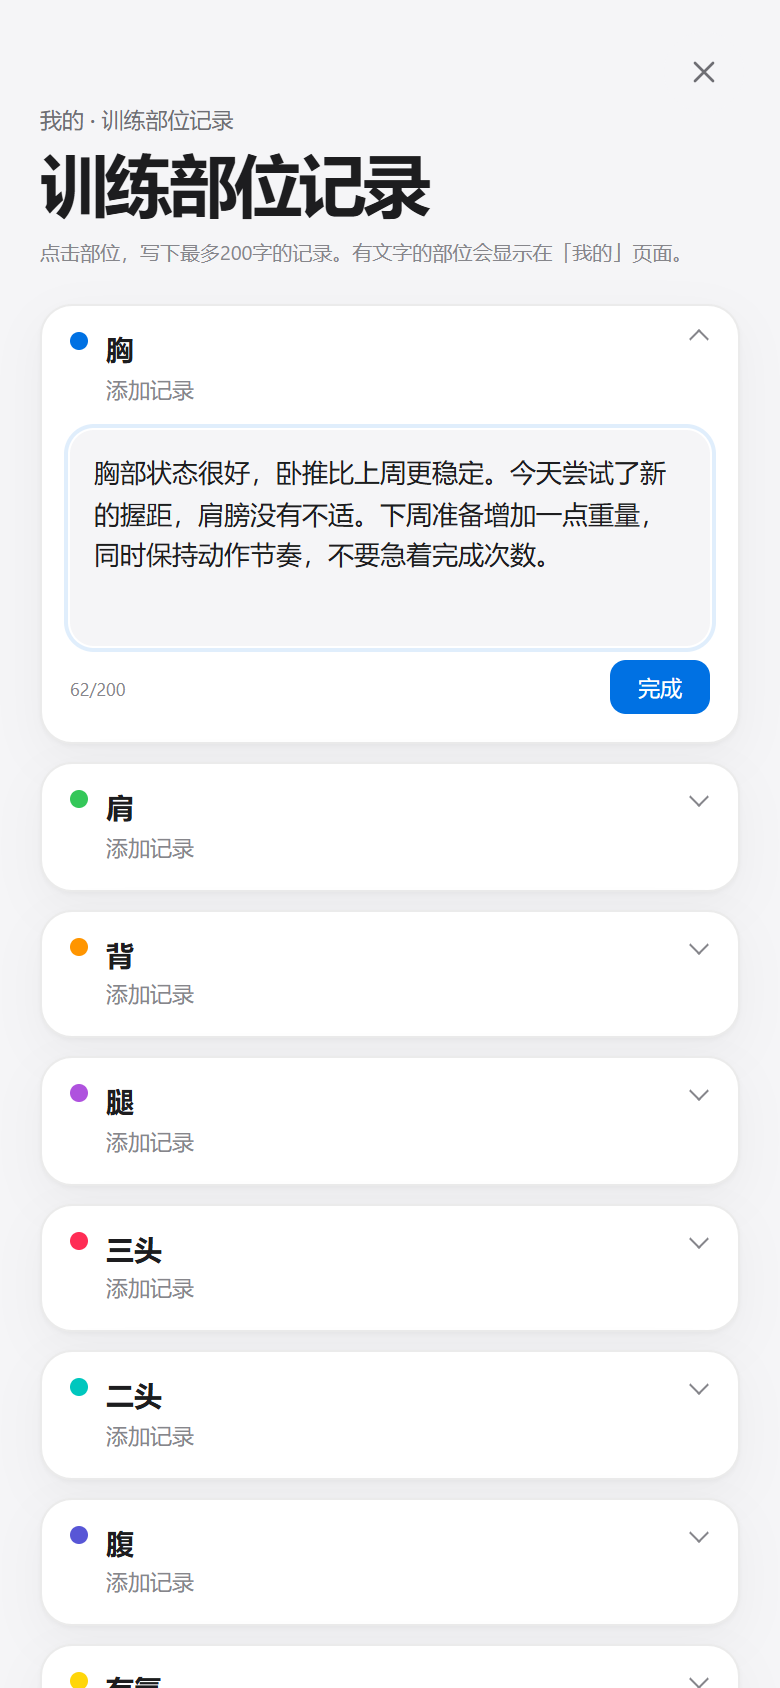 我的 · 训练部位记录
训练部位记录
点击部位，写下最多200字的记录。有文字的部位会显示在「我的」页面。
胸
添加记录
胸部状态很好，卧推比上周更稳定。今天尝试了新
的握距，肩膀没有不适。下周准备增加一点重量，
同时保持动作节奏，不要急着完成次数。
62/200
完成
肩
添加记录
背
添加记录
腿
添加记录
三头
添加记录
二头
添加记录
腹
添加记录
有氧